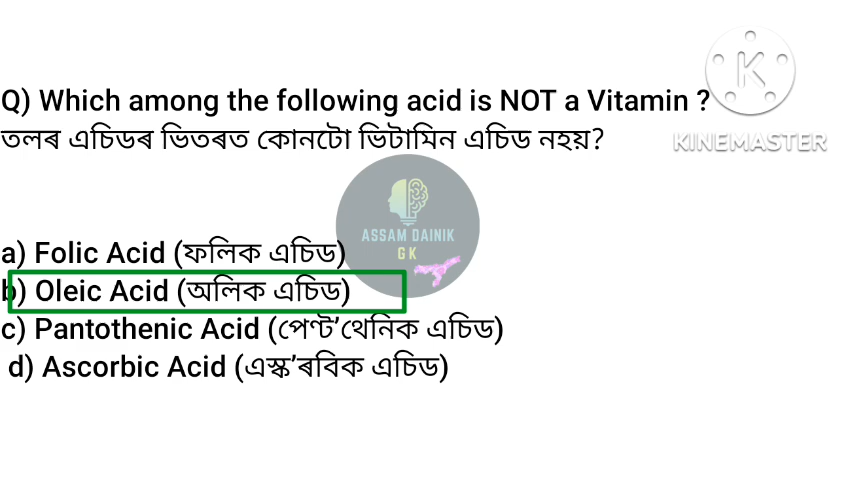 Q) Which among the following acid is NOT a Vitamin ?
তলৰ এচিডৰ ভিতৰত কোনটো ভিটামিন এচিড নহয়?
KINEMASTER
ASSAM DAINIK
GK
a) Folic Acid (ফলিক এচিড)
b) Oleic Acid (অলিক এচিড)
c) Pantothenic Acid (পেণ্ট’থেনিক এচিড)
d) Ascorbic Acid (এস্ক’ৰবিক এচিড)